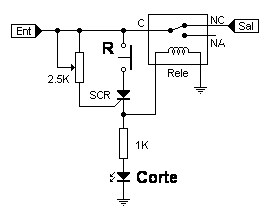 C
NC
Ent
Sal
R
NA
2.5K
SCR
Rele
1K
Corte